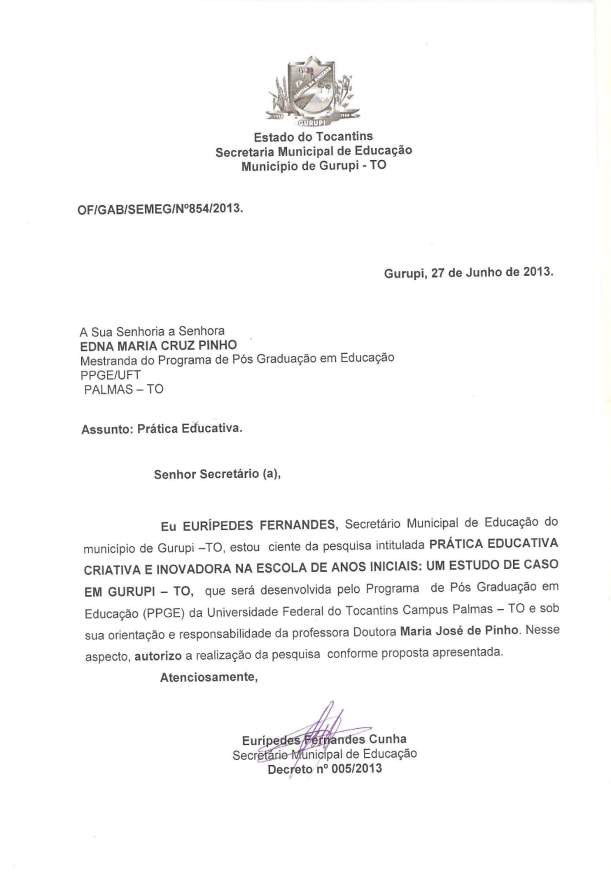 GURUPI
Estado do Tocantins
Secretaria Municipal de Educação
Município de Gurupi - TO
OF/GAB/SEMEG/Nº854/2013.
Gurupi, 27 de Junho de 2013.
A Sua Senhoria a Senhora
EDNA MARIA CRUZ PINHO
Mestranda do Programa de Pós Graduação em Educação
PPGE/UFT
PALMAS – TO
Assunto: Prática Educativa.
Senhor Secretário (a),
Eu EURÍPEDES FERNANDES, Secretário Municipal de Educação do
município de Gurupi –TO, estou ciente da pesquisa intitulada PRÁTICA EDUCATIVA
CRIATIVA E INOVADORA NA ESCOLA DE ANOS INICIAIS: UM ESTUDO DE CASO
EM GURUPI – TO, que será desenvolvida pelo Programa de Pós Graduação em
Educação (PPGE) da Universidade Federal do Tocantins Campus Palmas – TO e sob
sua orientação e responsabilidade da professora Doutora Maria José de Pinho. Nesse
aspecto, autorizo a realização da pesquisa conforme proposta apresentada.
Atenciosamente,
Eurípedes Fernandes Cunha
Secretário Municipal de Educação
Decreto nº 005/2013